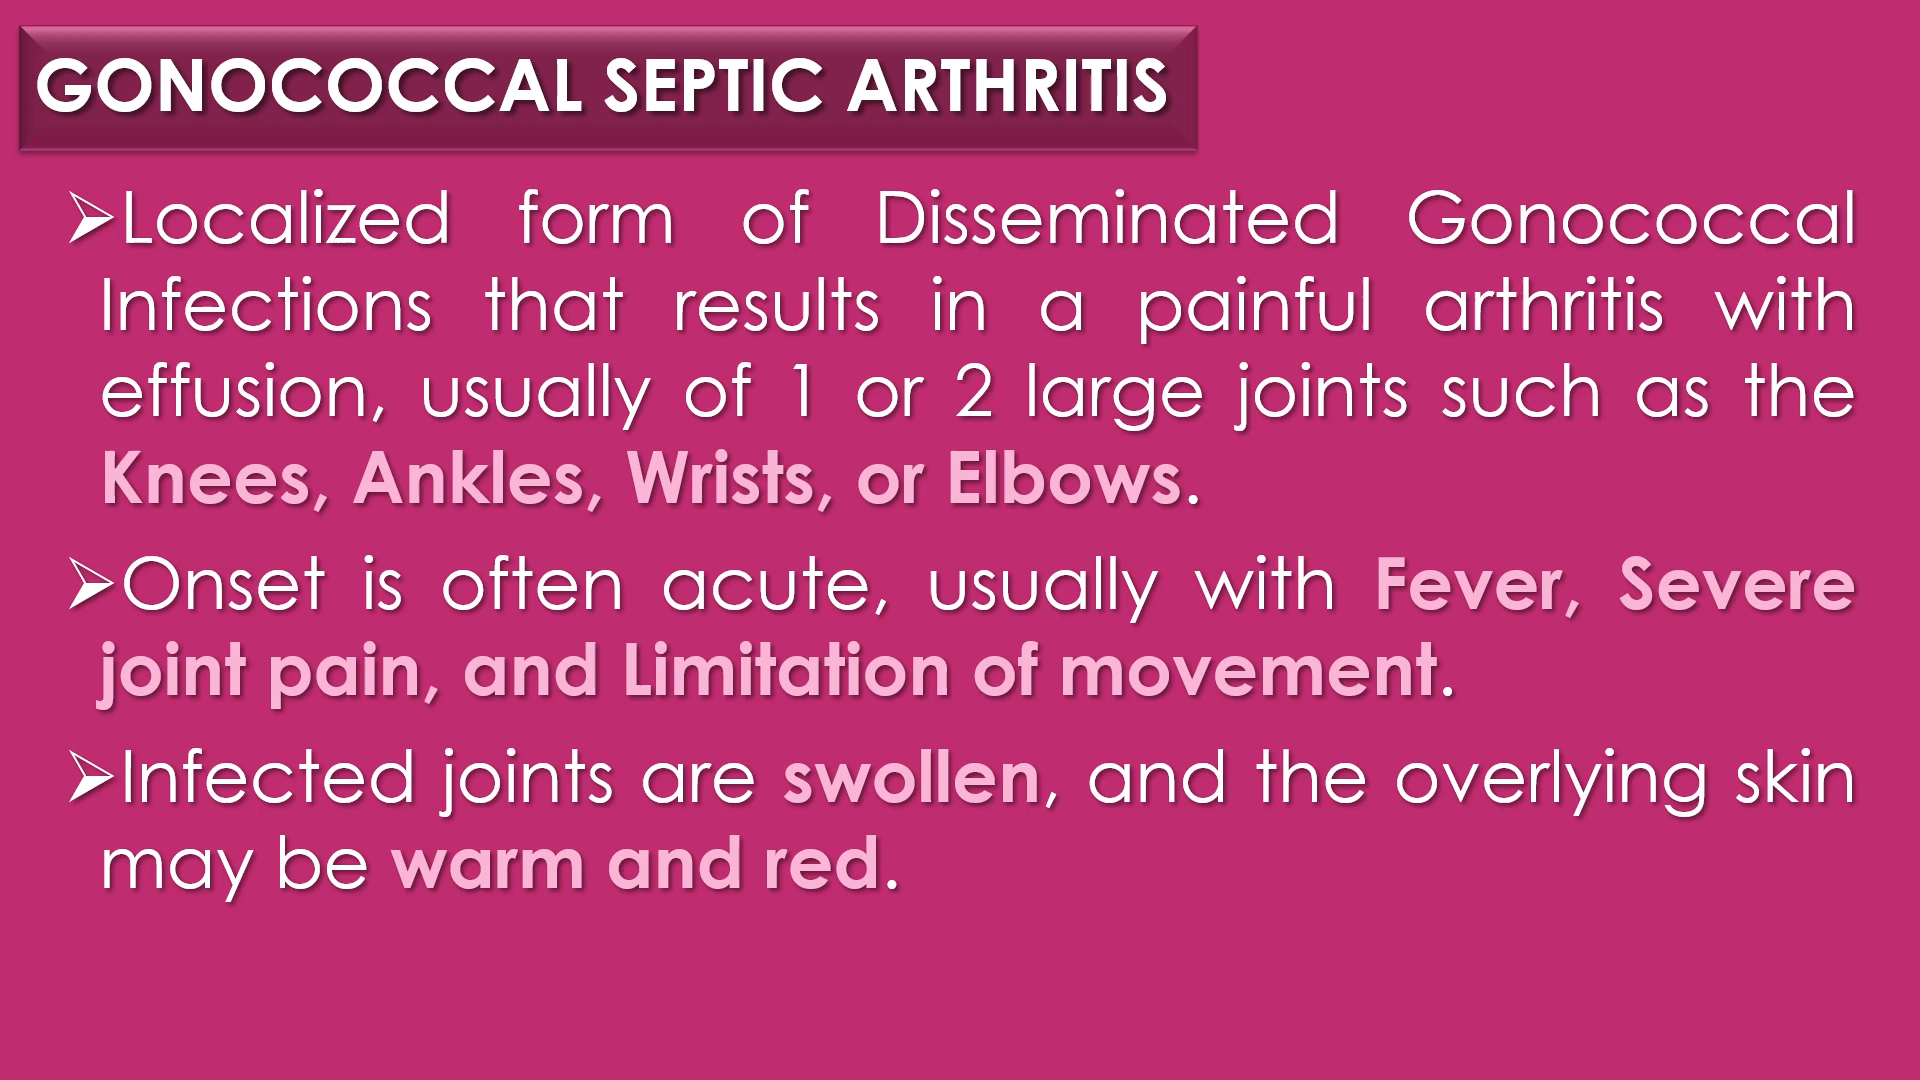 GONOCOCCAL SEPTIC ARTHRITIS
➢Localized form of Disseminated Gonococcal
Infections that results in a painful arthritis with
effusion, usually of 1 or 2 large joints such as the
Knees, Ankles, Wrists, or Elbows.
➢Onset is often acute, usually with Fever, Severe
joint pain, and Limitation of movement.
➢Infected joints are swollen, and the overlying skin
may be warm and red.